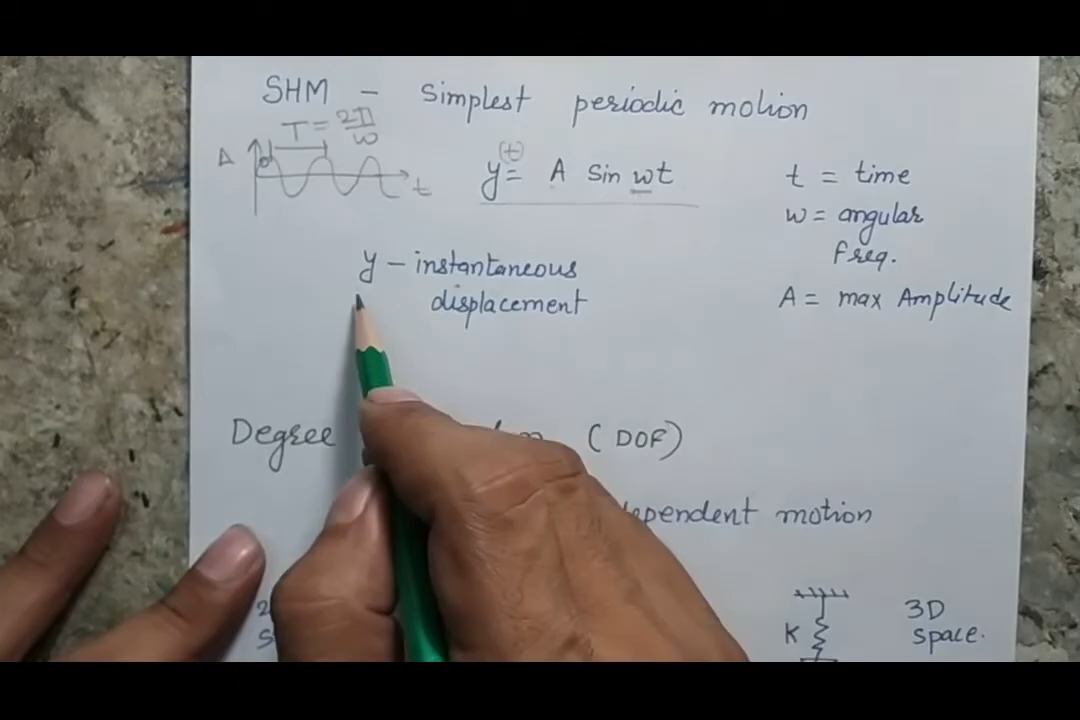 SHM - Simplest periodic motion
T = 2π/ω
A
t
y(t) = A sin ωt
t = time
ω = angular
freq.
A = max Amplitude
y - instantaneous
displacement
Degree (DOF)
motion
K
3D
space.